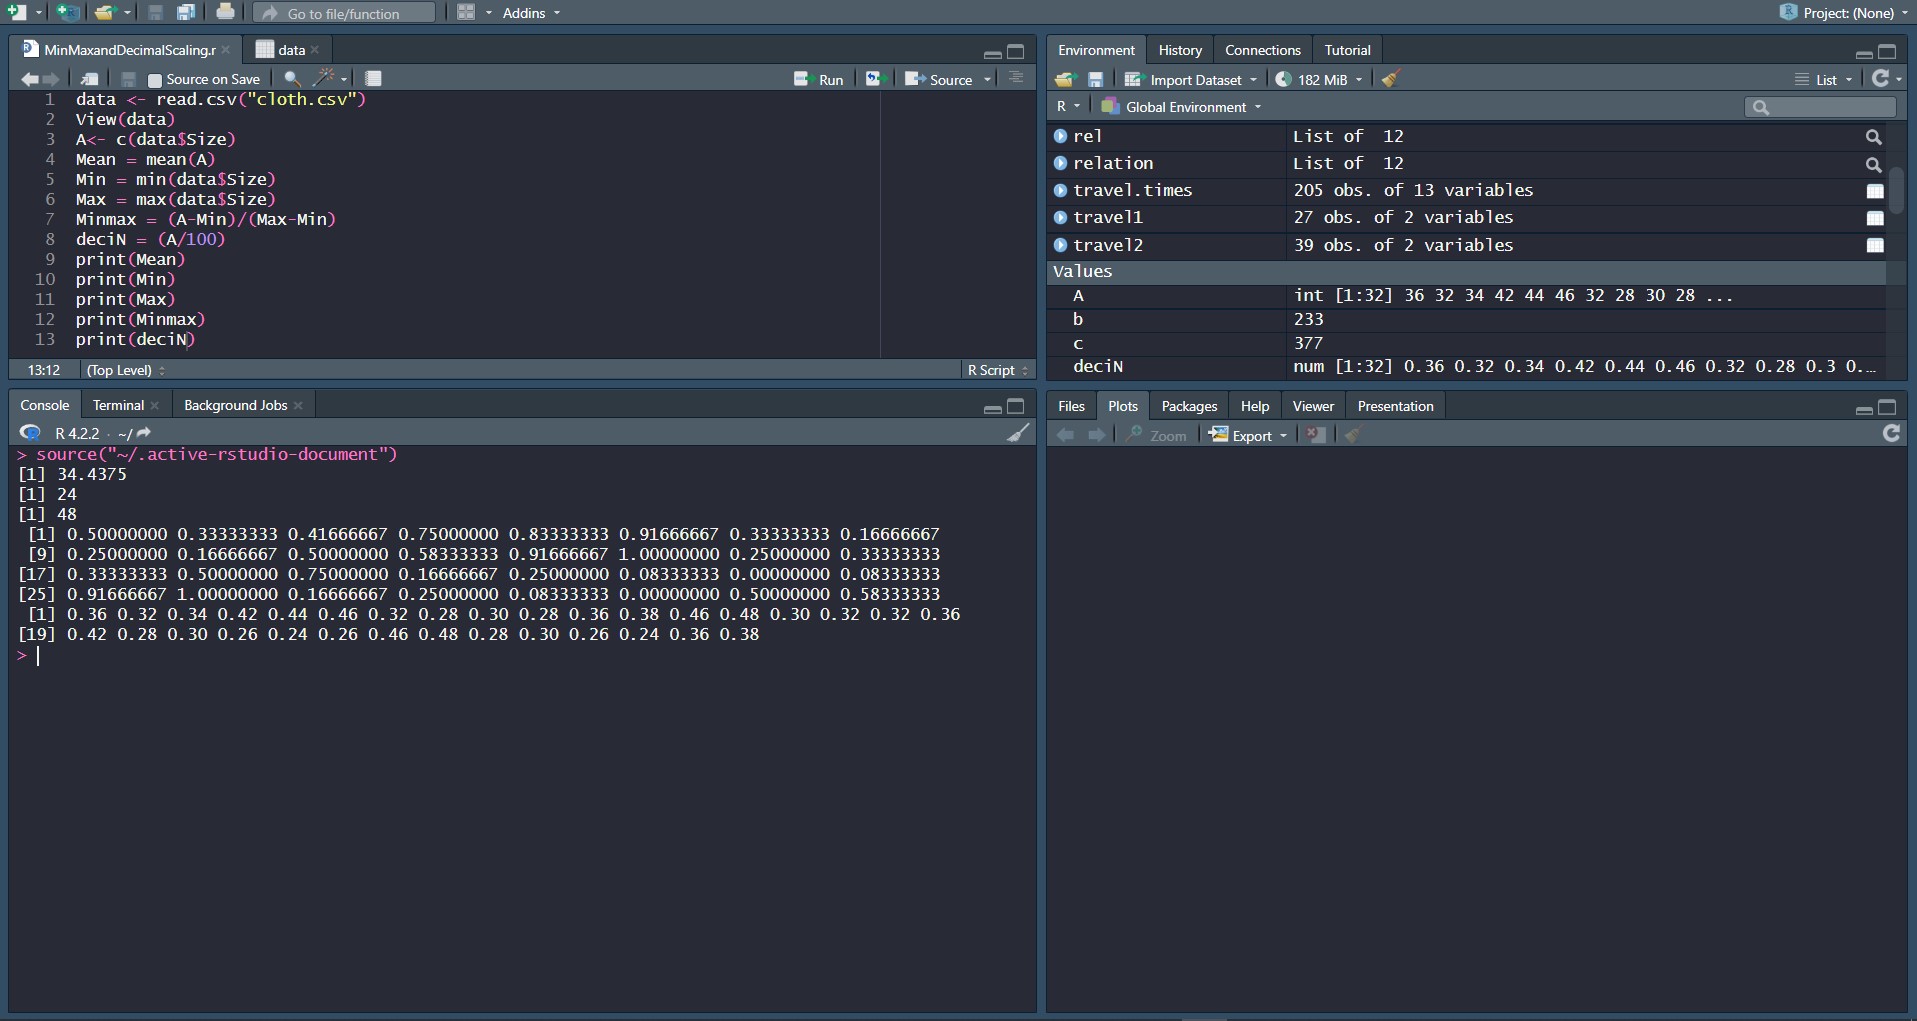 Go to file/function
Addins
Project: (None)
MinMaxandDecimalScaling.r
data
Source on Save
Run
Source
1 data <- read.csv("cloth.csv")
2 View(data)
3 A<- c(data$Size)
4 Mean = mean(A)
5 Min = min(data$Size)
6 Max = max(data$Size)
7 Minmax = (A-Min)/(Max-Min)
8 deciN = (A/100)
9 print(Mean)
10 print(Min)
11 print(Max)
12 print(Minmax)
13 print(deciN)
13:12 (Top Level) R Script
Console Terminal Background Jobs
R 4.2.2 · ~/
> source("~/.active-rstudio-document")
[1] 34.4375
[1] 24
[1] 48
[1] 0.50000000 0.33333333 0.41666667 0.75000000 0.83333333 0.91666667 0.33333333 0.16666667
[9] 0.25000000 0.16666667 0.50000000 0.58333333 0.91666667 1.00000000 0.25000000 0.33333333
[17] 0.33333333 0.50000000 0.75000000 0.16666667 0.25000000 0.08333333 0.00000000 0.08333333
[25] 0.91666667 1.00000000 0.16666667 0.25000000 0.08333333 0.00000000 0.50000000 0.58333333
[1] 0.36 0.32 0.34 0.42 0.44 0.46 0.32 0.28 0.30 0.28 0.36 0.38 0.46 0.48 0.30 0.32 0.32 0.36
[19] 0.42 0.28 0.30 0.26 0.24 0.26 0.46 0.48 0.28 0.30 0.26 0.24 0.36 0.38
>
Environment History Connections Tutorial
Import Dataset 182 MiB List
R Global Environment
rel List of 12
relation List of 12
travel.times 205 obs. of 13 variables
travel1 27 obs. of 2 variables
travel2 39 obs. of 2 variables
Values
A int [1:32] 36 32 34 42 44 46 32 28 30 28 ...
b 233
c 377
deciN num [1:32] 0.36 0.32 0.34 0.42 0.44 0.46 0.32 0.28 0.3 0.…
Files Plots Packages Help Viewer Presentation
Zoom Export